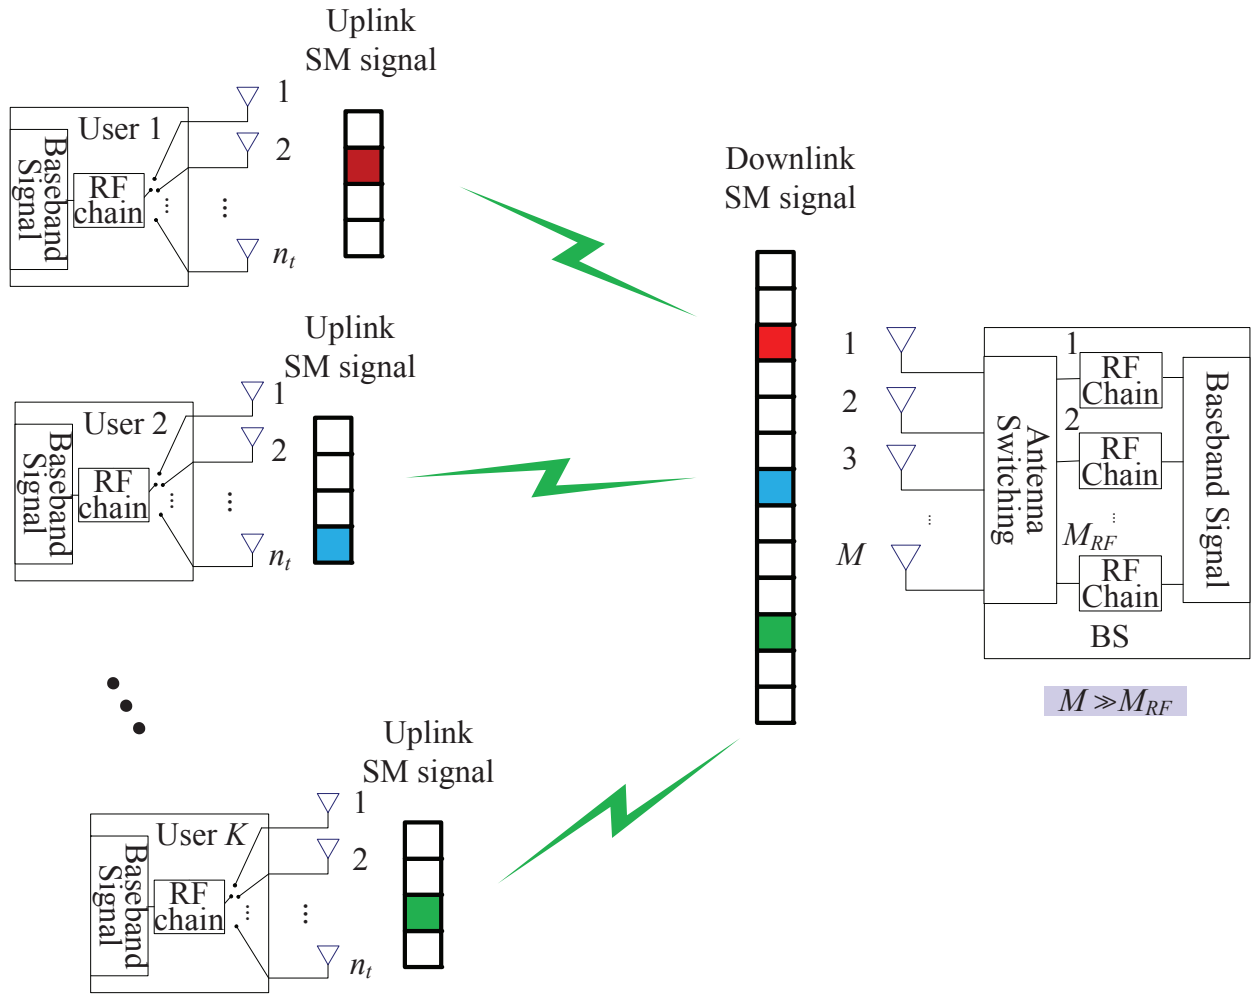 Uplink
SM signal
User 1
Baseband
Signal
RF
chain
1
2
...
...
n_t
Uplink
SM signal
User 2
Baseband
Signal
RF
chain
1
2
...
...
n_t
Uplink
SM signal
User K
Baseband
Signal
RF
chain
1
2
...
...
n_t
Downlink
SM signal
1
2
3
...
M
Antenna
Switching
1
RF
Chain
2
RF
Chain
...
M_RF
RF
Chain
Baseband Signal
BS
M ≫ M_RF